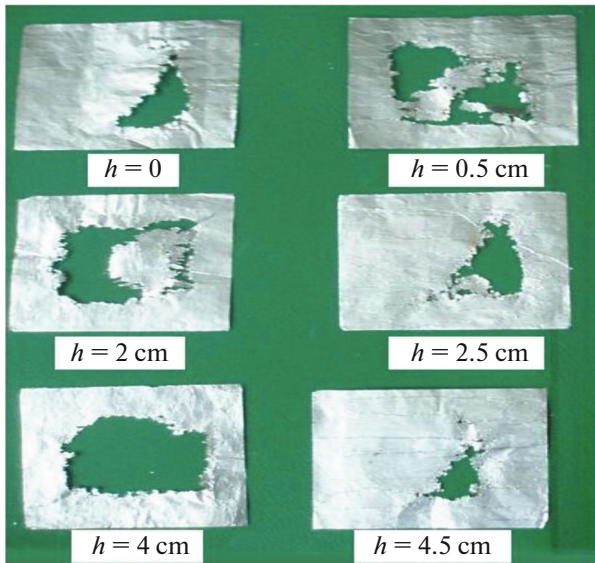 h = 0
h = 0.5 cm
h = 2 cm
h = 2.5 cm
h = 4 cm
h = 4.5 cm